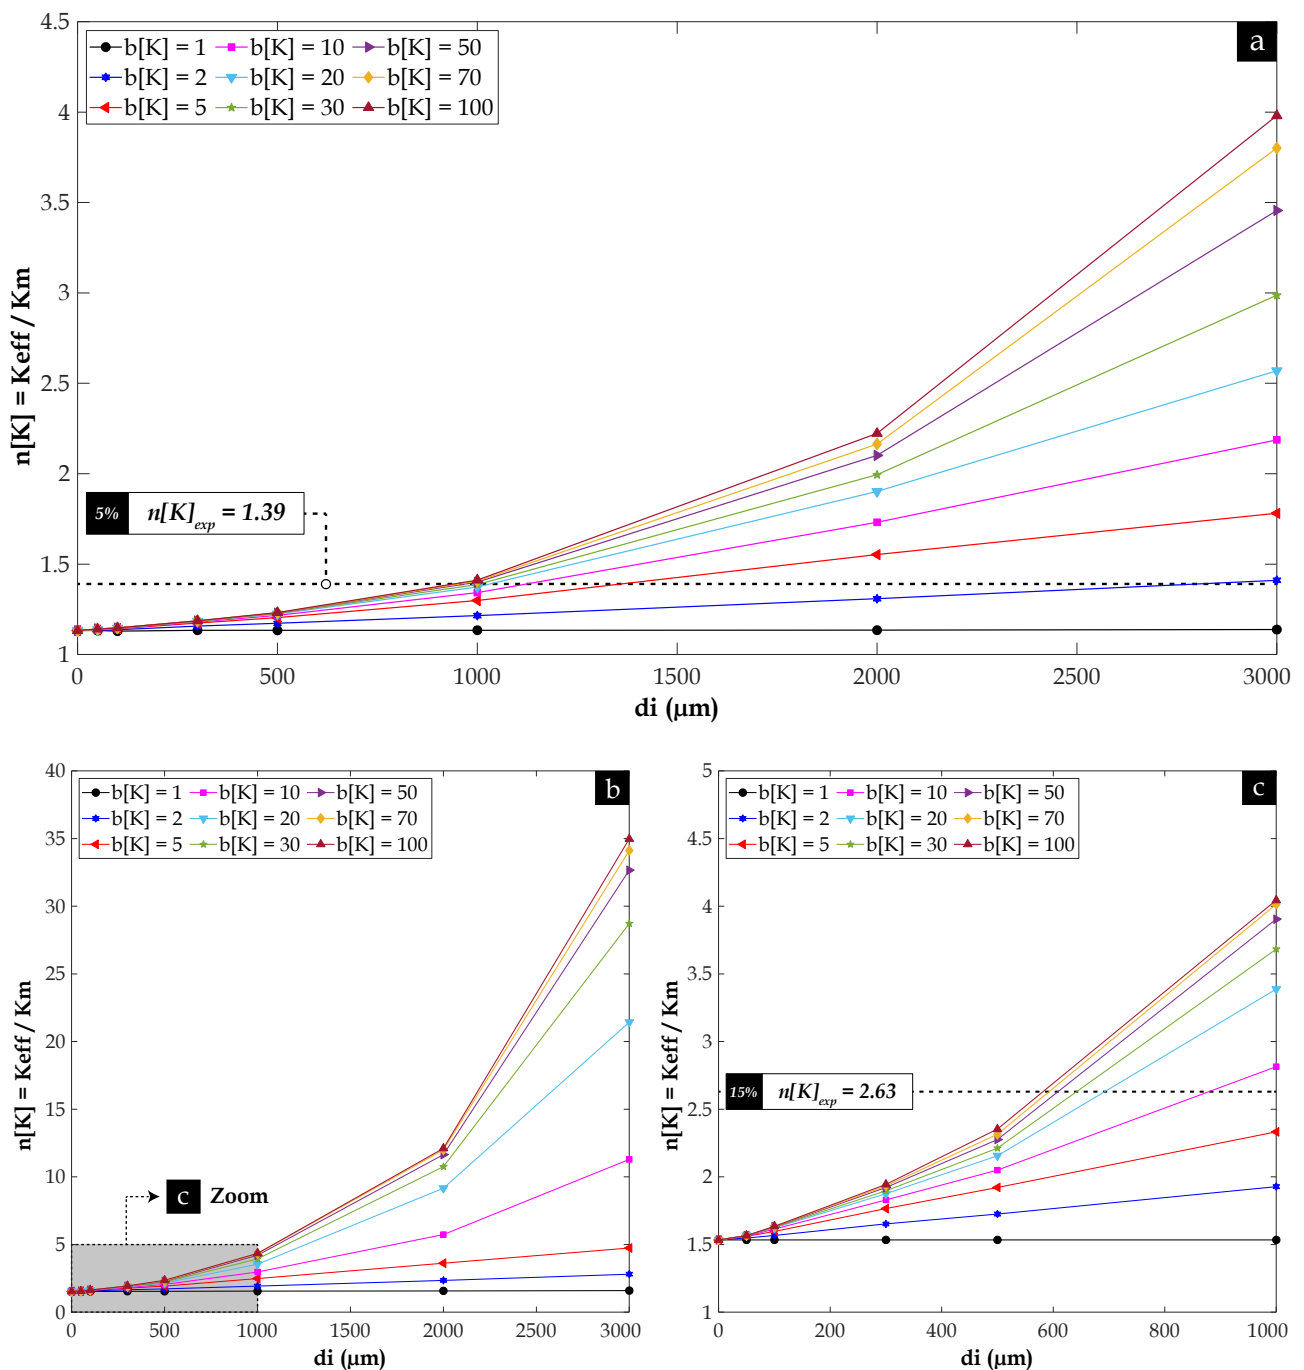 a
b[K] = 1 b[K] = 10 b[K] = 50
b[K] = 2 b[K] = 20 b[K] = 70
b[K] = 5 b[K] = 30 b[K] = 100
4.5
4
3.5
3
2.5
2
1.5
1
n[K] = Keff / Km
5% n[K]exp = 1.39
0 500 1000 1500 2000 2500 3000
di (µm)
b
b[K] = 1 b[K] = 10 b[K] = 50
b[K] = 2 b[K] = 20 b[K] = 70
b[K] = 5 b[K] = 30 b[K] = 100
40
35
30
25
20
15
10
5
0
n[K] = Keff / Km
c Zoom
0 500 1000 1500 2000 2500 3000
di (µm)
c
b[K] = 1 b[K] = 10 b[K] = 50
b[K] = 2 b[K] = 20 b[K] = 70
b[K] = 5 b[K] = 30 b[K] = 100
5
4.5
4
3.5
3
2.5
2
1.5
1
n[K] = Keff / Km
15% n[K]exp = 2.63
0 200 400 600 800 1000
di (µm)